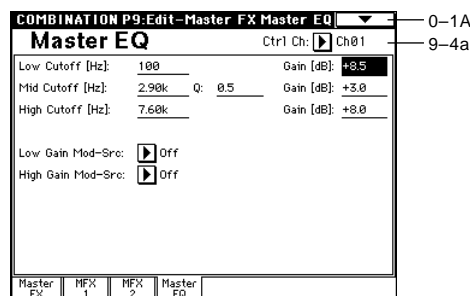 COMBINATION P9:Edit-Master FX Master EQ
0–1A
Master EQ Ctrl Ch: Ch01
9–4a
Low Cutoff [Hz]: 100 Gain [dB]: +8.5
Mid Cutoff [Hz]: 2.90k Q: 0.5 Gain [dB]: +3.0
High Cutoff [Hz]: 7.60k Gain [dB]: +8.0
Low Gain Mod-Src: Off
High Gain Mod-Src: Off
Master FX MFX 1 MFX 2 Master EQ